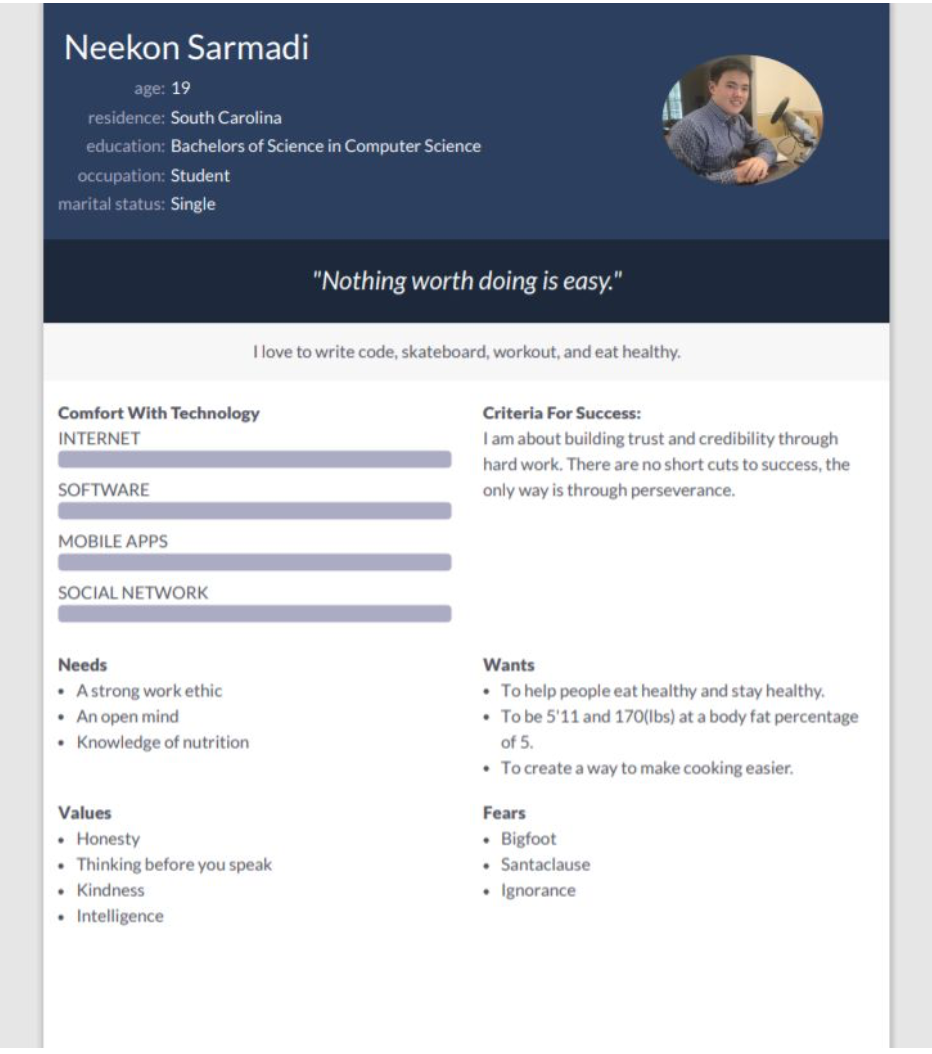 Neekon Sarmadi
age: 19
residence: South Carolina
education: Bachelors of Science in Computer Science
occupation: Student
marital status: Single
"Nothing worth doing is easy."
I love to write code, skateboard, workout, and eat healthy.
Comfort With Technology
INTERNET
SOFTWARE
MOBILE APPS
SOCIAL NETWORK
Criteria For Success:
I am about building trust and credibility through
hard work. There are no short cuts to success, the
only way is through perseverance.
Needs
• A strong work ethic
• An open mind
• Knowledge of nutrition
Wants
• To help people eat healthy and stay healthy.
• To be 5'11 and 170(lbs) at a body fat percentage
of 5.
• To create a way to make cooking easier.
Values
• Honesty
• Thinking before you speak
• Kindness
• Intelligence
Fears
• Bigfoot
• Santaclause
• Ignorance